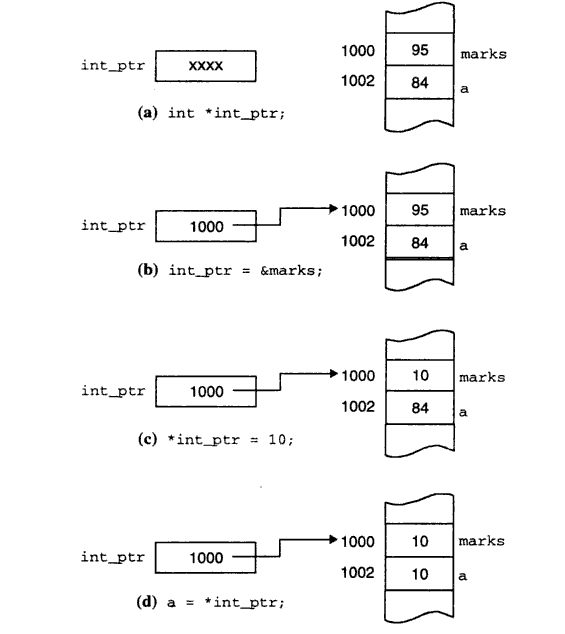 1000 95 marks
int_ptr XXXX
1002 84 a
(a) int *int_ptr;
1000 95 marks
int_ptr 1000
1002 84 a
(b) int_ptr = &marks;
1000 10 marks
int_ptr 1000
1002 84 a
(c) *int_ptr = 10;
1000 10 marks
int_ptr 1000
1002 10 a
(d) a = *int_ptr;